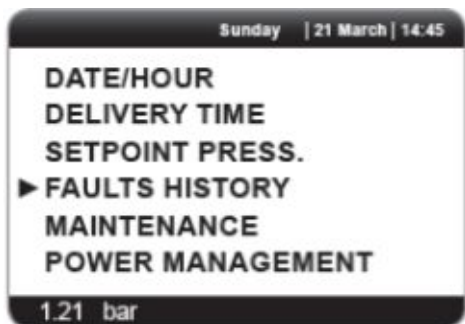 Sunday | 21 March | 14:45
DATE/HOUR
DELIVERY TIME
SETPOINT PRESS.
►FAULTS HISTORY
MAINTENANCE
POWER MANAGEMENT
1.21 bar